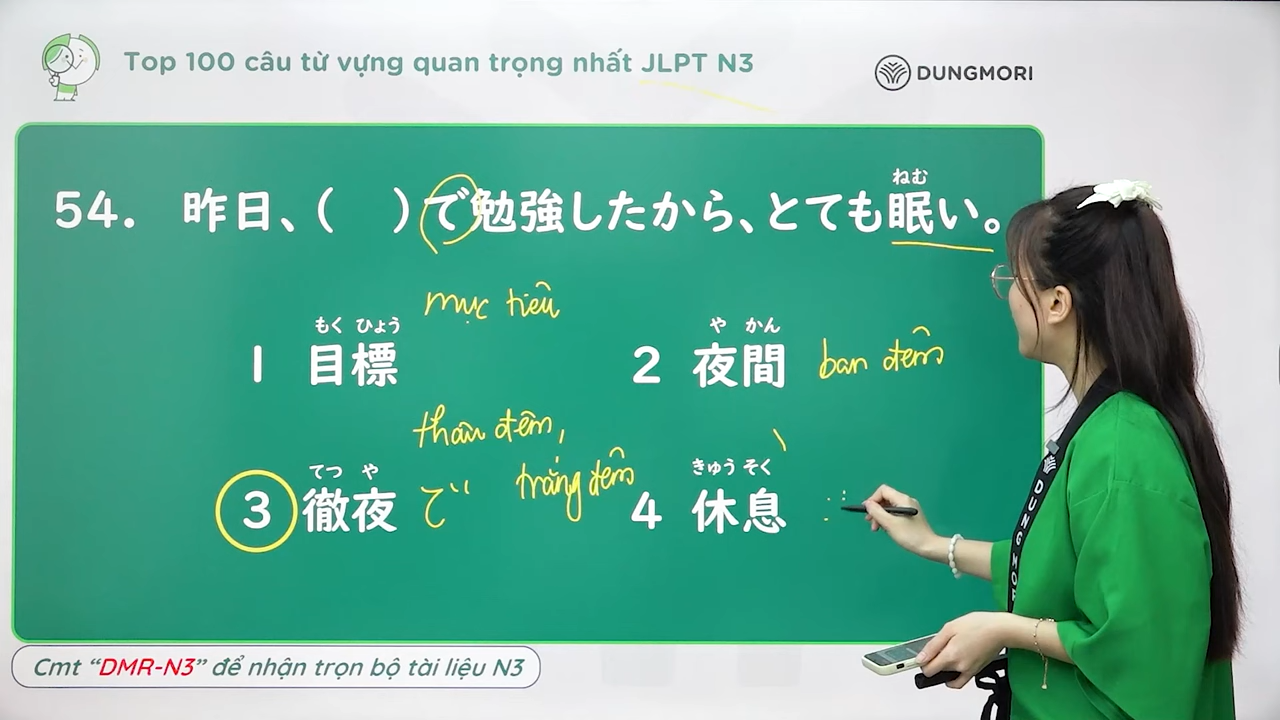 Top 100 câu từ vựng quan trọng nhất JLPT N3
DUNGMORI
ねむ
54. 昨日、( )で勉強したから、とても眠い。
mục tiêu
もく ひょう
1 目標
や かん
2 夜間
ban đêm
thâu đêm,
trắng đêm
てつ や
3 徹夜
で
きゅう そく
4 休息
DUNG MOR
Cmt “DMR-N3” để nhận trọn bộ tài liệu N3